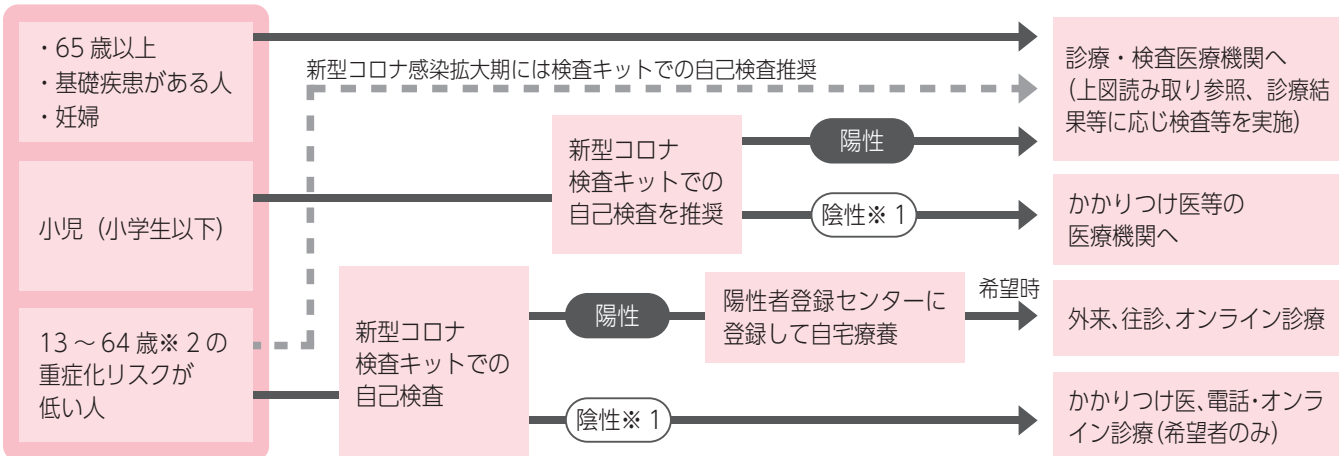 ・65 歳以上
・基礎疾患がある人
・妊婦
新型コロナ感染拡大期には検査キットでの自己検査推奨
診療・検査医療機関へ
(上図読み取り参照、診療結
果等に応じ検査等を実施)
小児（小学生以下）
新型コロナ
検査キットでの
自己検査を推奨
陽性
陰性※ 1
かかりつけ医等の
医療機関へ
13 〜 64 歳※ 2 の
重症化リスクが
低い人
新型コロナ
検査キットでの
自己検査
陽性
陽性者登録センターに
登録して自宅療養
希望時
外来、往診、オンライン診療
陰性※ 1
かかりつけ医、電話・オンラ
イン診療(希望者のみ)